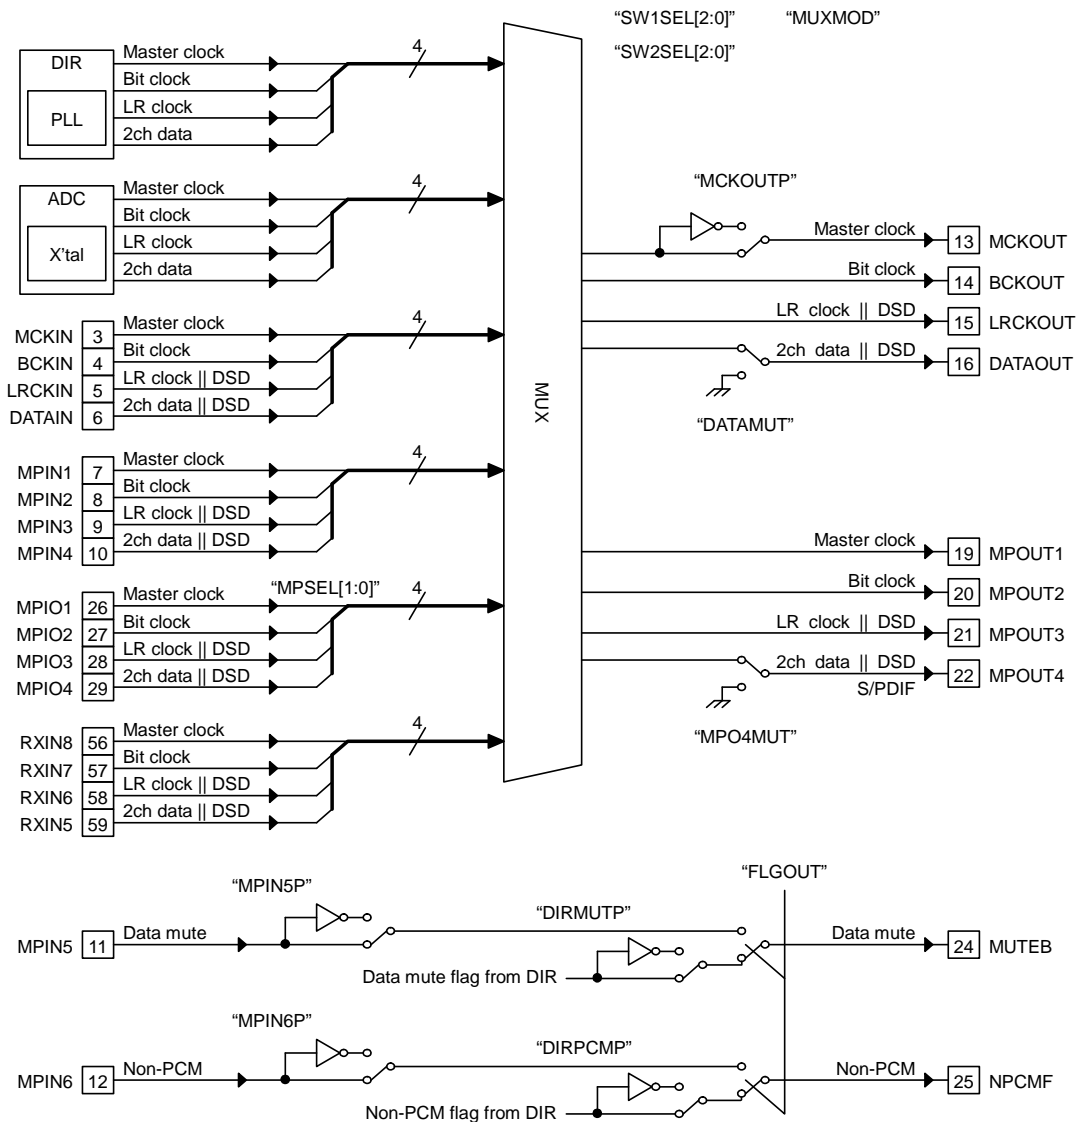 “SW1SEL[2:0]” “MUXMOD”
“SW2SEL[2:0]”
DIR
PLL
Master clock
Bit clock
LR clock
2ch data
4
ADC
X'tal
Master clock
Bit clock
LR clock
2ch data
4
MCKIN 3 Master clock
BCKIN 4 Bit clock
LRCKIN 5 LR clock || DSD
DATAIN 6 2ch data || DSD
4
MPIN1 7 Master clock
MPIN2 8 Bit clock
MPIN3 9 LR clock || DSD
MPIN4 10 2ch data || DSD
4
“MPSEL[1:0]”
MPIO1 26 Master clock
MPIO2 27 Bit clock
MPIO3 28 LR clock || DSD
MPIO4 29 2ch data || DSD
4
RXIN8 56 Master clock
RXIN7 57 Bit clock
RXIN6 58 LR clock || DSD
RXIN5 59 2ch data || DSD
4
MUX
“MCKOUTP”
Master clock 13 MCKOUT
Bit clock 14 BCKOUT
LR clock || DSD 15 LRCKOUT
2ch data || DSD 16 DATAOUT
“DATAMUT”
Master clock 19 MPOUT1
Bit clock 20 MPOUT2
LR clock || DSD 21 MPOUT3
2ch data || DSD 22 MPOUT4
S/PDIF
“MPO4MUT”
“FLGOUT”
“MPIN5P”
“DIRMUTP”
MPIN5 11 Data mute
Data mute 24 MUTEB
Data mute flag from DIR
“MPIN6P”
“DIRPCMP”
MPIN6 12 Non-PCM
Non-PCM 25 NPCMF
Non-PCM flag from DIR